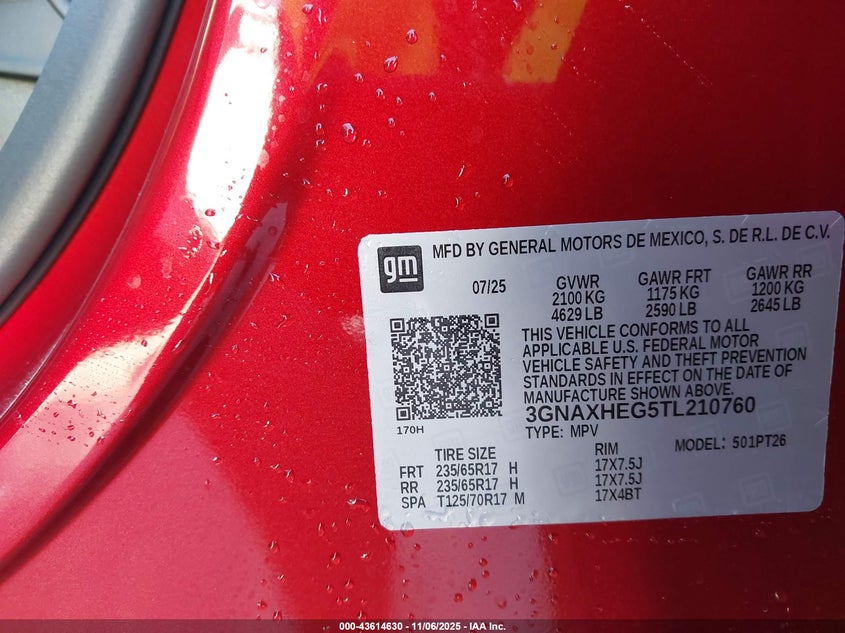 gm
MFD BY GENERAL MOTORS DE MEXICO, S. DE R.L. DE C.V.
07/25 GVWR GAWR FRT GAWR RR
2100 KG 1175 KG 1200 KG
4629 LB 2590 LB 2645 LB
THIS VEHICLE CONFORMS TO ALL
APPLICABLE U.S. FEDERAL MOTOR
VEHICLE SAFETY AND THEFT PREVENTION
STANDARDS IN EFFECT ON THE DATE OF
MANUFACTURE SHOWN ABOVE.
3GNAXHEG5TL210760
170H
TYPE: MPV MODEL: 501PT26
TIRE SIZE RIM
FRT 235/65R17 H 17X7.5J
RR 235/65R17 H 17X7.5J
SPA T125/70R17 M 17X4BT
000-43614630 - 11/06/2025 - IAA Inc.